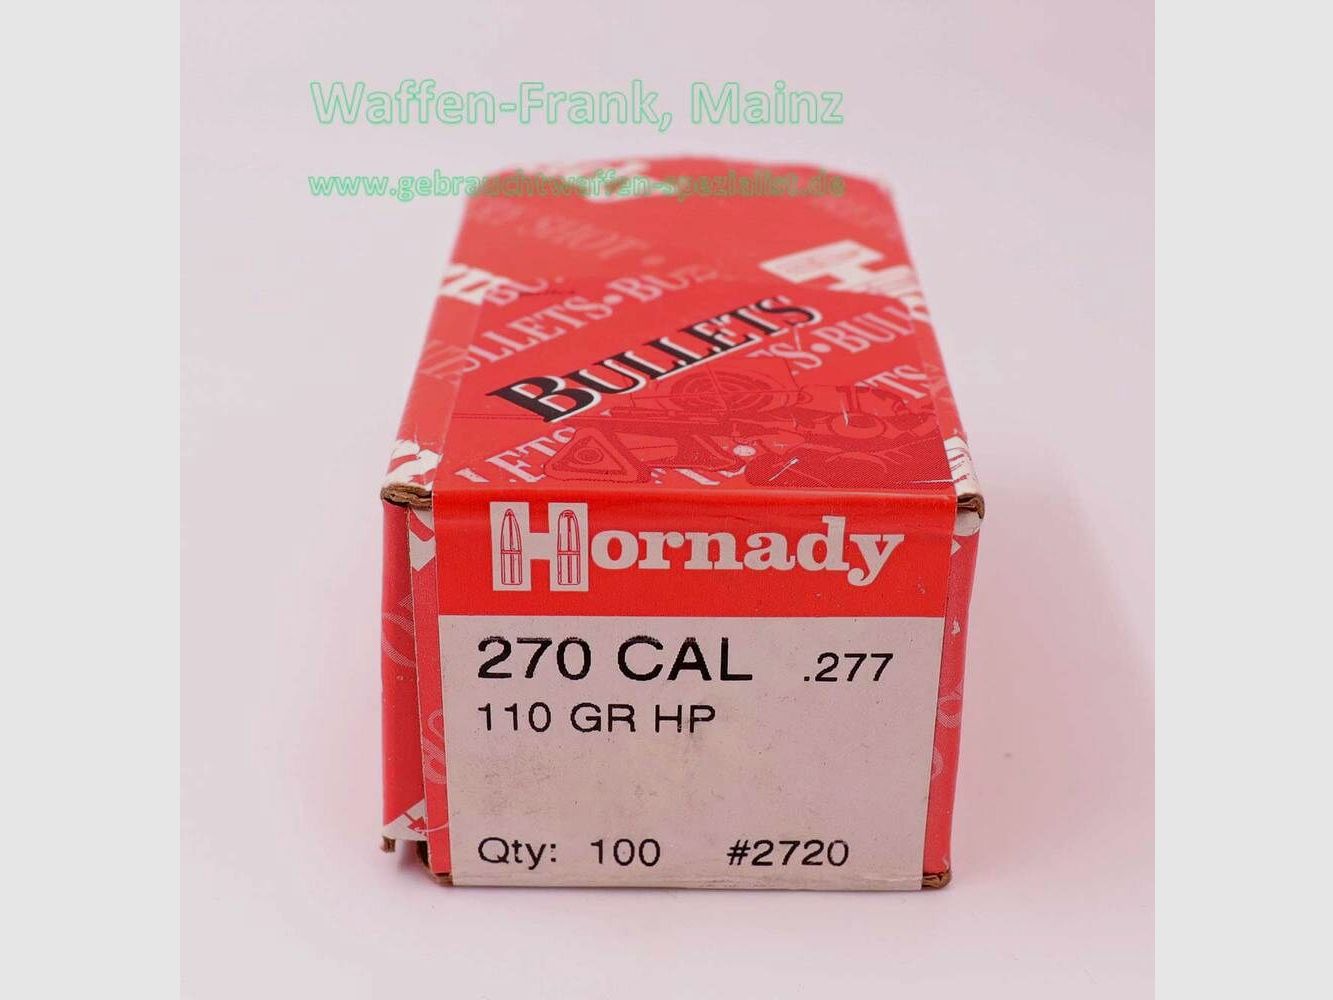 Waffen-Frank, Mainz
www.gebrauchtwaffen-spezialist.de
BULLETS
Hornady
270 CAL .277
110 GR HP
Qty: 100 #2720